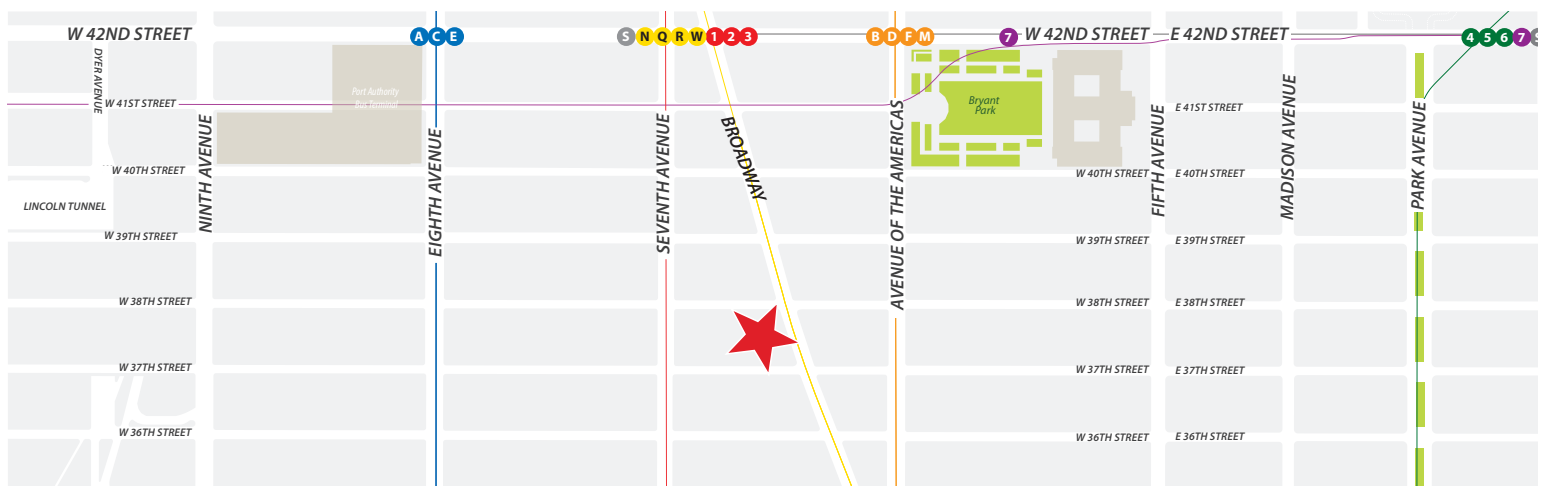 W 42ND STREET
A C E
S N Q R W 1 2 3
B D F M
7
W 42ND STREET
E 42ND STREET
4 5 6 7 S
DYER AVENUE
Port Authority
Bus Terminal
W 41ST STREET
Bryant
Park
E 41ST STREET
NINTH AVENUE
EIGHTH AVENUE
SEVENTH AVENUE
BROADWAY
AVENUE OF THE AMERICAS
FIFTH AVENUE
MADISON AVENUE
PARK AVENUE
W 40TH STREET
W 40TH STREET
E 40TH STREET
LINCOLN TUNNEL
W 39TH STREET
W 39TH STREET
E 39TH STREET
W 38TH STREET
W 38TH STREET
E 38TH STREET
W 37TH STREET
W 37TH STREET
E 37TH STREET
W 36TH STREET
W 36TH STREET
E 36TH STREET